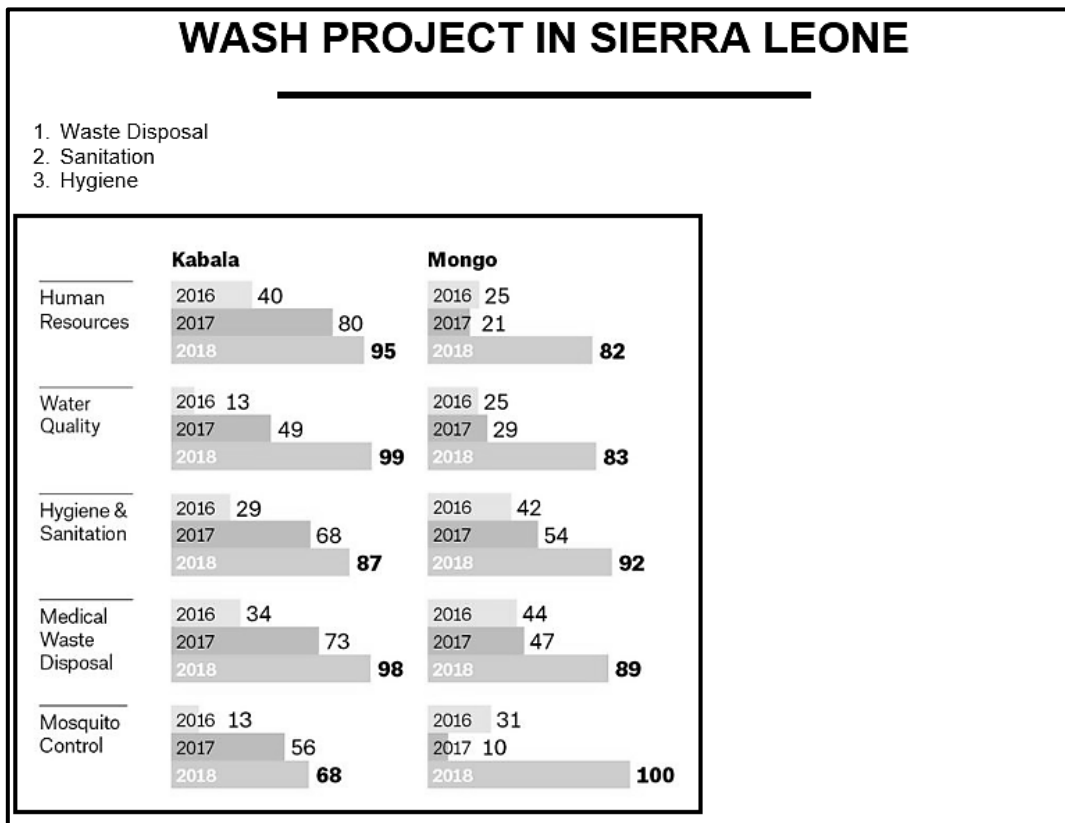 WASH PROJECT IN SIERRA LEONE
1. Waste Disposal
2. Sanitation
3. Hygiene
Kabala
Mongo
Human
Resources
2016 40
2017 80
2018 95
2016 25
2017 21
2018 82
Water
Quality
2016 13
2017 49
2018 99
2016 25
2017 29
2018 83
Hygiene &
Sanitation
2016 29
2017 68
2018 87
2016 42
2017 54
2018 92
Medical
Waste
Disposal
2016 34
2017 73
2018 98
2016 44
2017 47
2018 89
Mosquito
Control
2016 13
2017 56
2018 68
2016 31
2017 10
2018 100